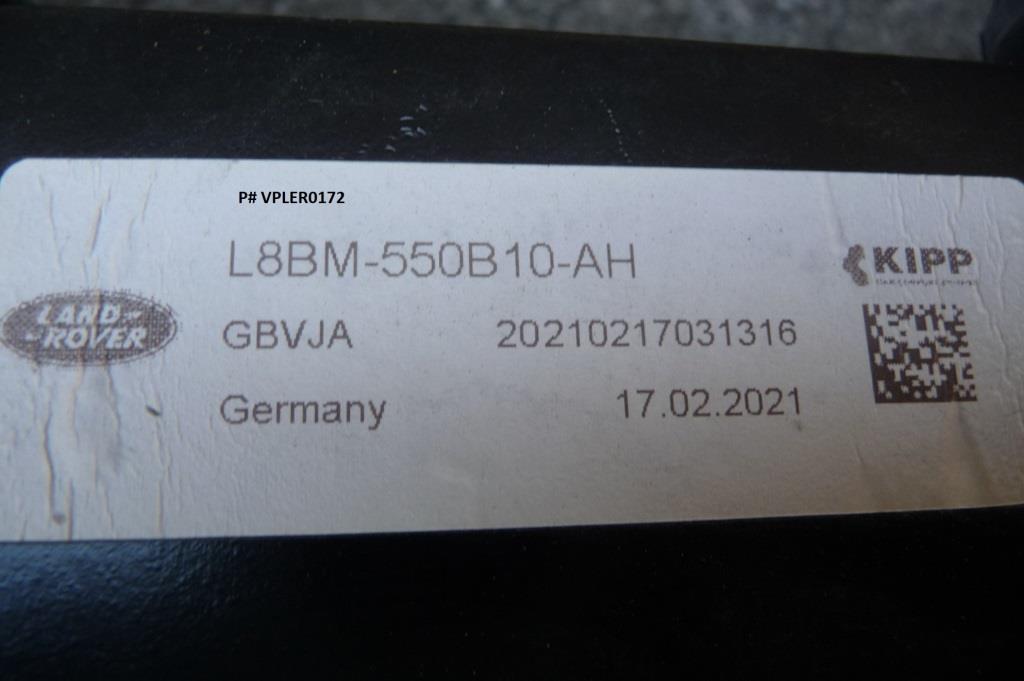 P# VPLER0172
L8BM-550B10-AH
KIPP
LAND-
-ROVER
GBVJA 20210217031316
Germany 17.02.2021